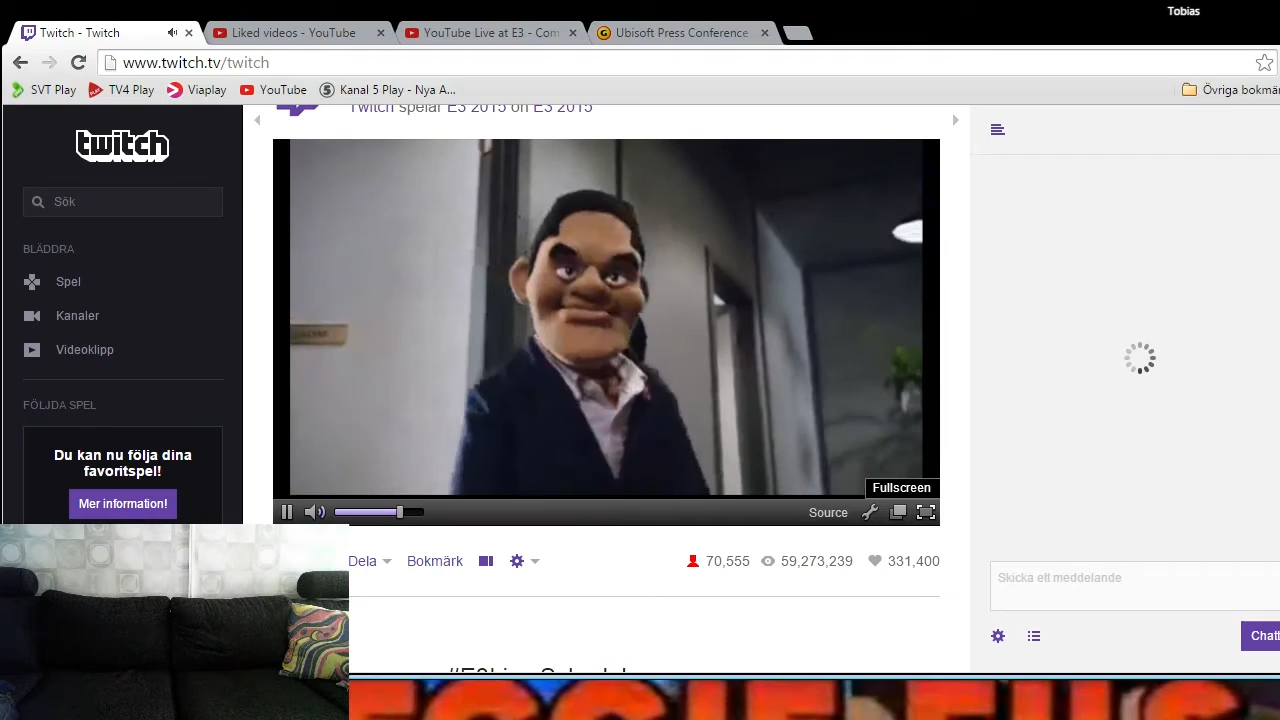 Tobias
Twitch - Twitch
Liked videos - YouTube
YouTube Live at E3 - Com
Ubisoft Press Conference
www.twitch.tv/twitch
SVT Play
TV4 Play
Viaplay
YouTube
Kanal 5 Play - Nya A...
Övriga bokmär
twitch
Twitch spelar E3 2015 on E3 2015
Sök
BLÄDDRA
Spel
Kanaler
Videoklipp
FÖLJDA SPEL
Du kan nu följa dina
favoritspel!
Mer information!
Fullscreen
Source
Dela
Bokmärk
70,555
59,273,239
331,400
Skicka ett meddelande
Chatt